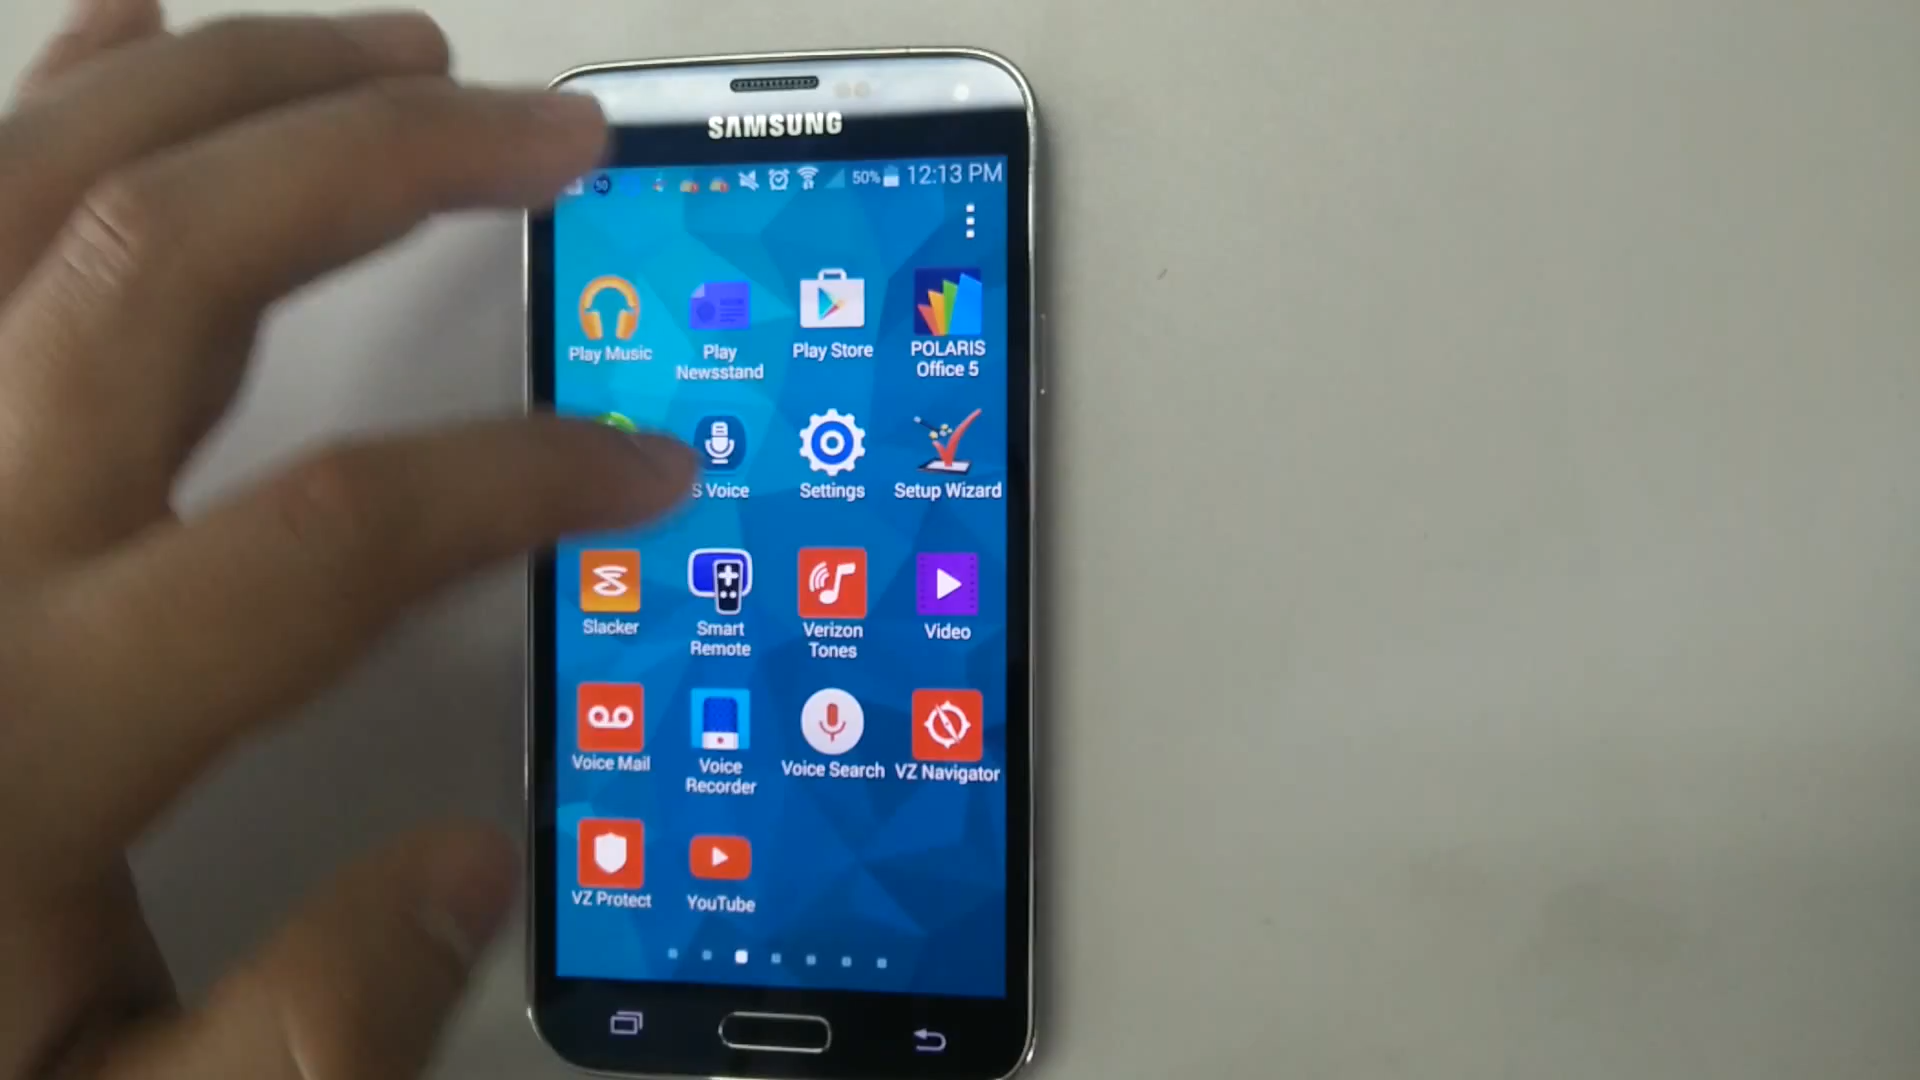 SAMSUNG
30
50% 12:13 PM
Play Music
Play
Newsstand
Play Store
POLARIS
Office 5
S Voice
Settings
Setup Wizard
Slacker
Smart
Remote
Verizon
Tones
Video
Voice Mail
Voice
Recorder
Voice Search
VZ Navigator
VZ Protect
YouTube